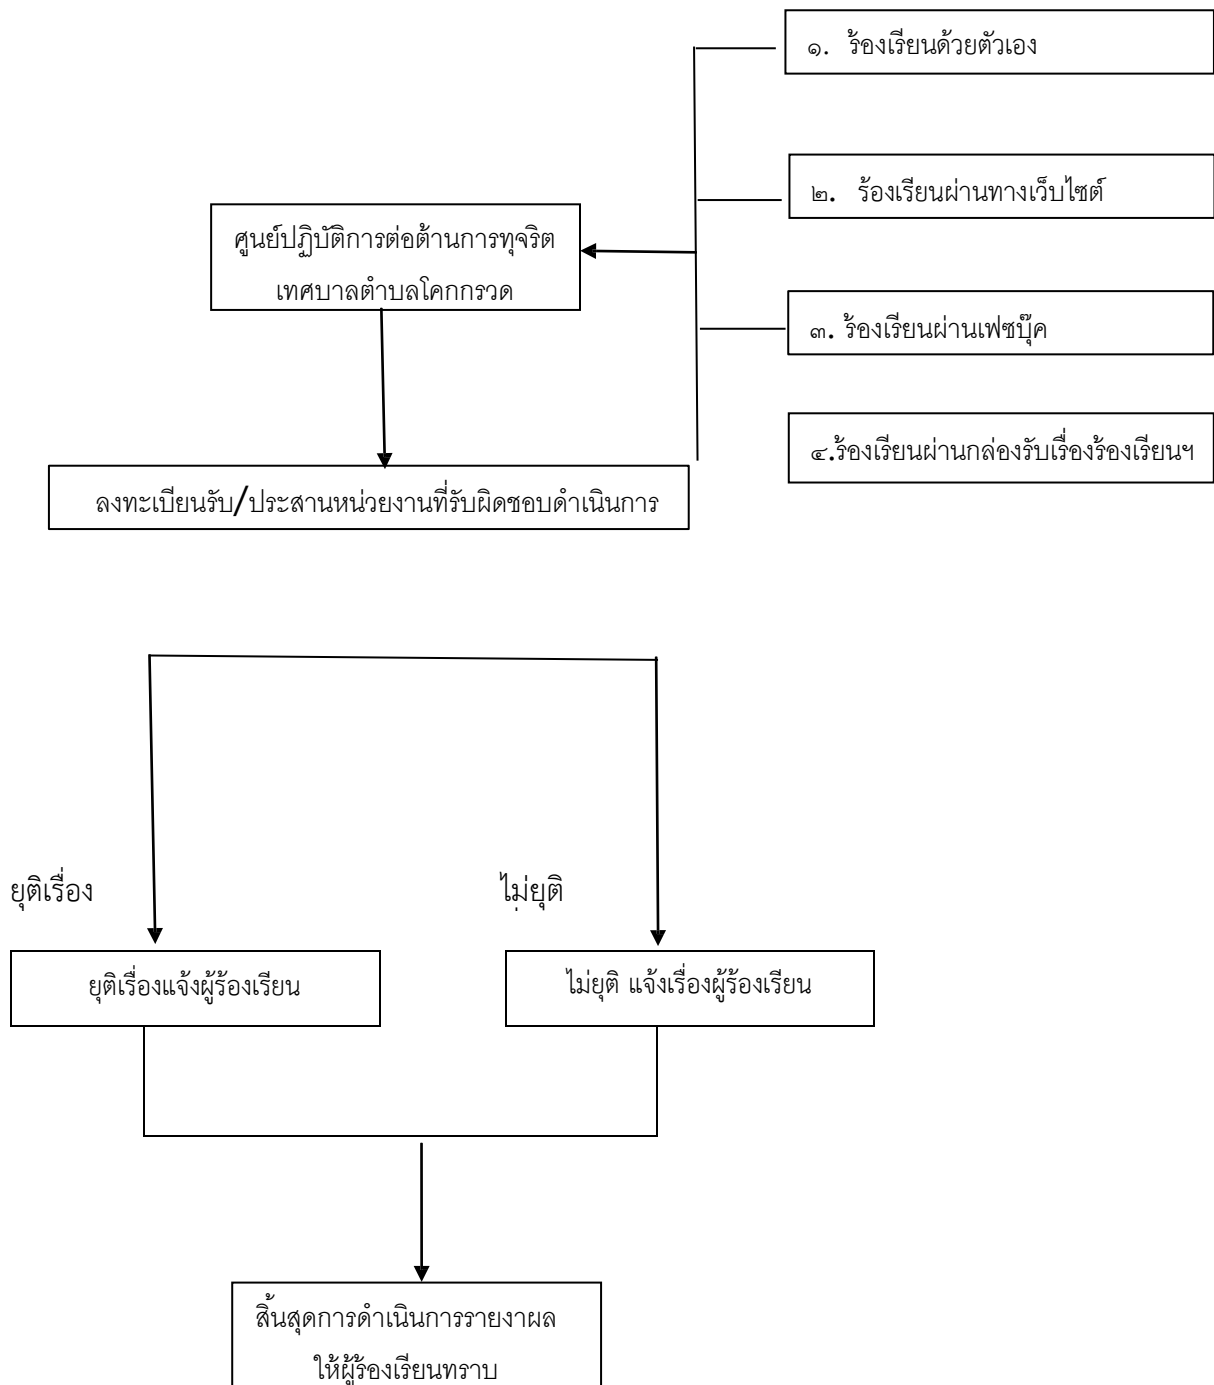 ๑. ร้องเรียนด้วยตัวเอง
๒. ร้องเรียนผ่านทางเว็บไซต์
ศูนย์ปฏิบัติการต่อต้านการทุจริต
เทศบาลตำบลโคกกรวด
๓. ร้องเรียนผ่านเฟซบุ๊ค
๔.ร้องเรียนผ่านกล่องรับเรื่องร้องเรียนฯ
ลงทะเบียนรับ/ประสานหน่วยงานที่รับผิดชอบดำเนินการ
ยุติเรื่อง
ไม่ยุติ
ยุติเรื่องแจ้งผู้ร้องเรียน
ไม่ยุติ แจ้งเรื่องผู้ร้องเรียน
สิ้นสุดการดำเนินการรายงาผล
ให้ผู้ร้องเรียนทราบ